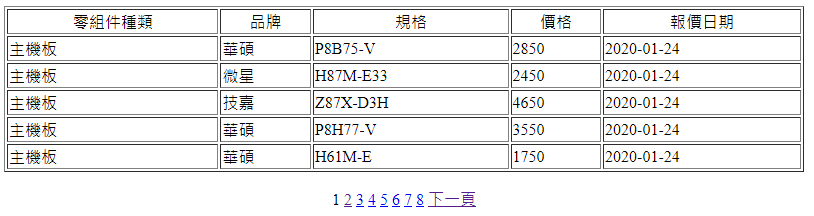 零組件種類 品牌 規格 價格 報價日期
主機板 華碩 P8B75-V 2850 2020-01-24
主機板 微星 H87M-E33 2450 2020-01-24
主機板 技嘉 Z87X-D3H 4650 2020-01-24
主機板 華碩 P8H77-V 3550 2020-01-24
主機板 華碩 H61M-E 1750 2020-01-24
1 2 3 4 5 6 7 8 下一頁